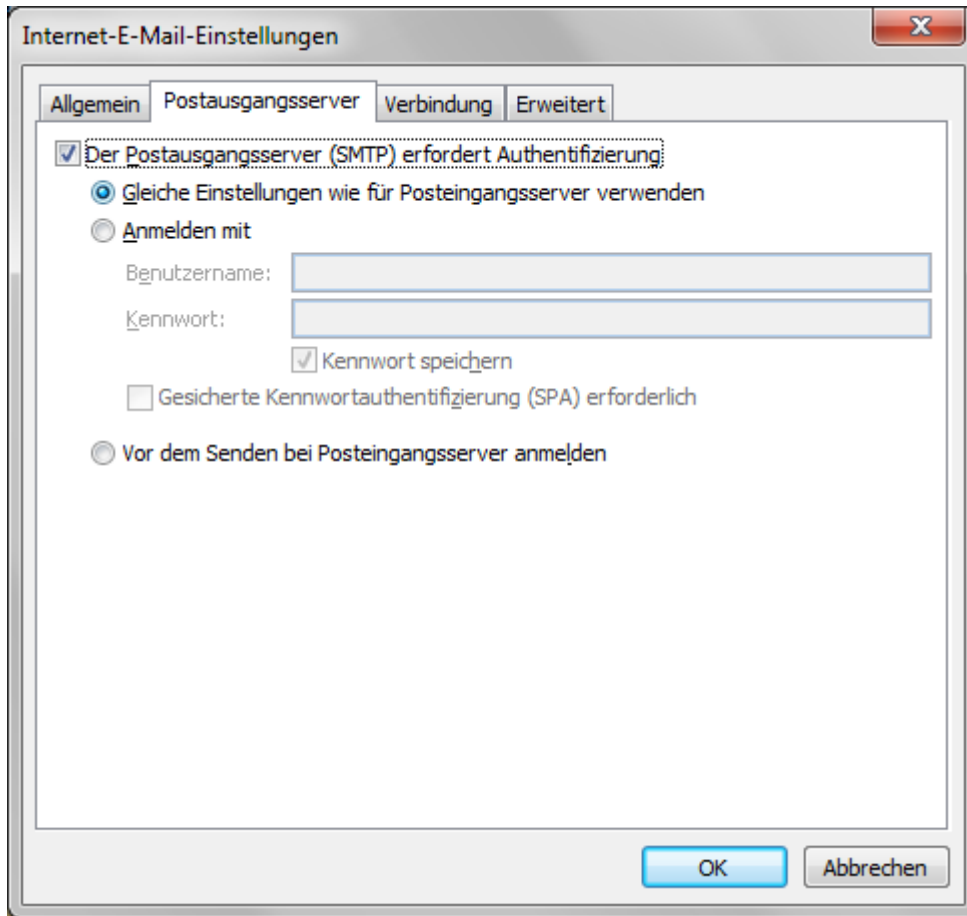 Internet-E-Mail-Einstellungen
Allgemein Postausgangsserver Verbindung Erweitert
Der Postausgangsserver (SMTP) erfordert Authentifizierung
Gleiche Einstellungen wie für Posteingangsserver verwenden
Anmelden mit
Benutzername:
Kennwort:
Kennwort speichern
Gesicherte Kennwortauthentifizierung (SPA) erforderlich
Vor dem Senden bei Posteingangsserver anmelden
OK Abbrechen